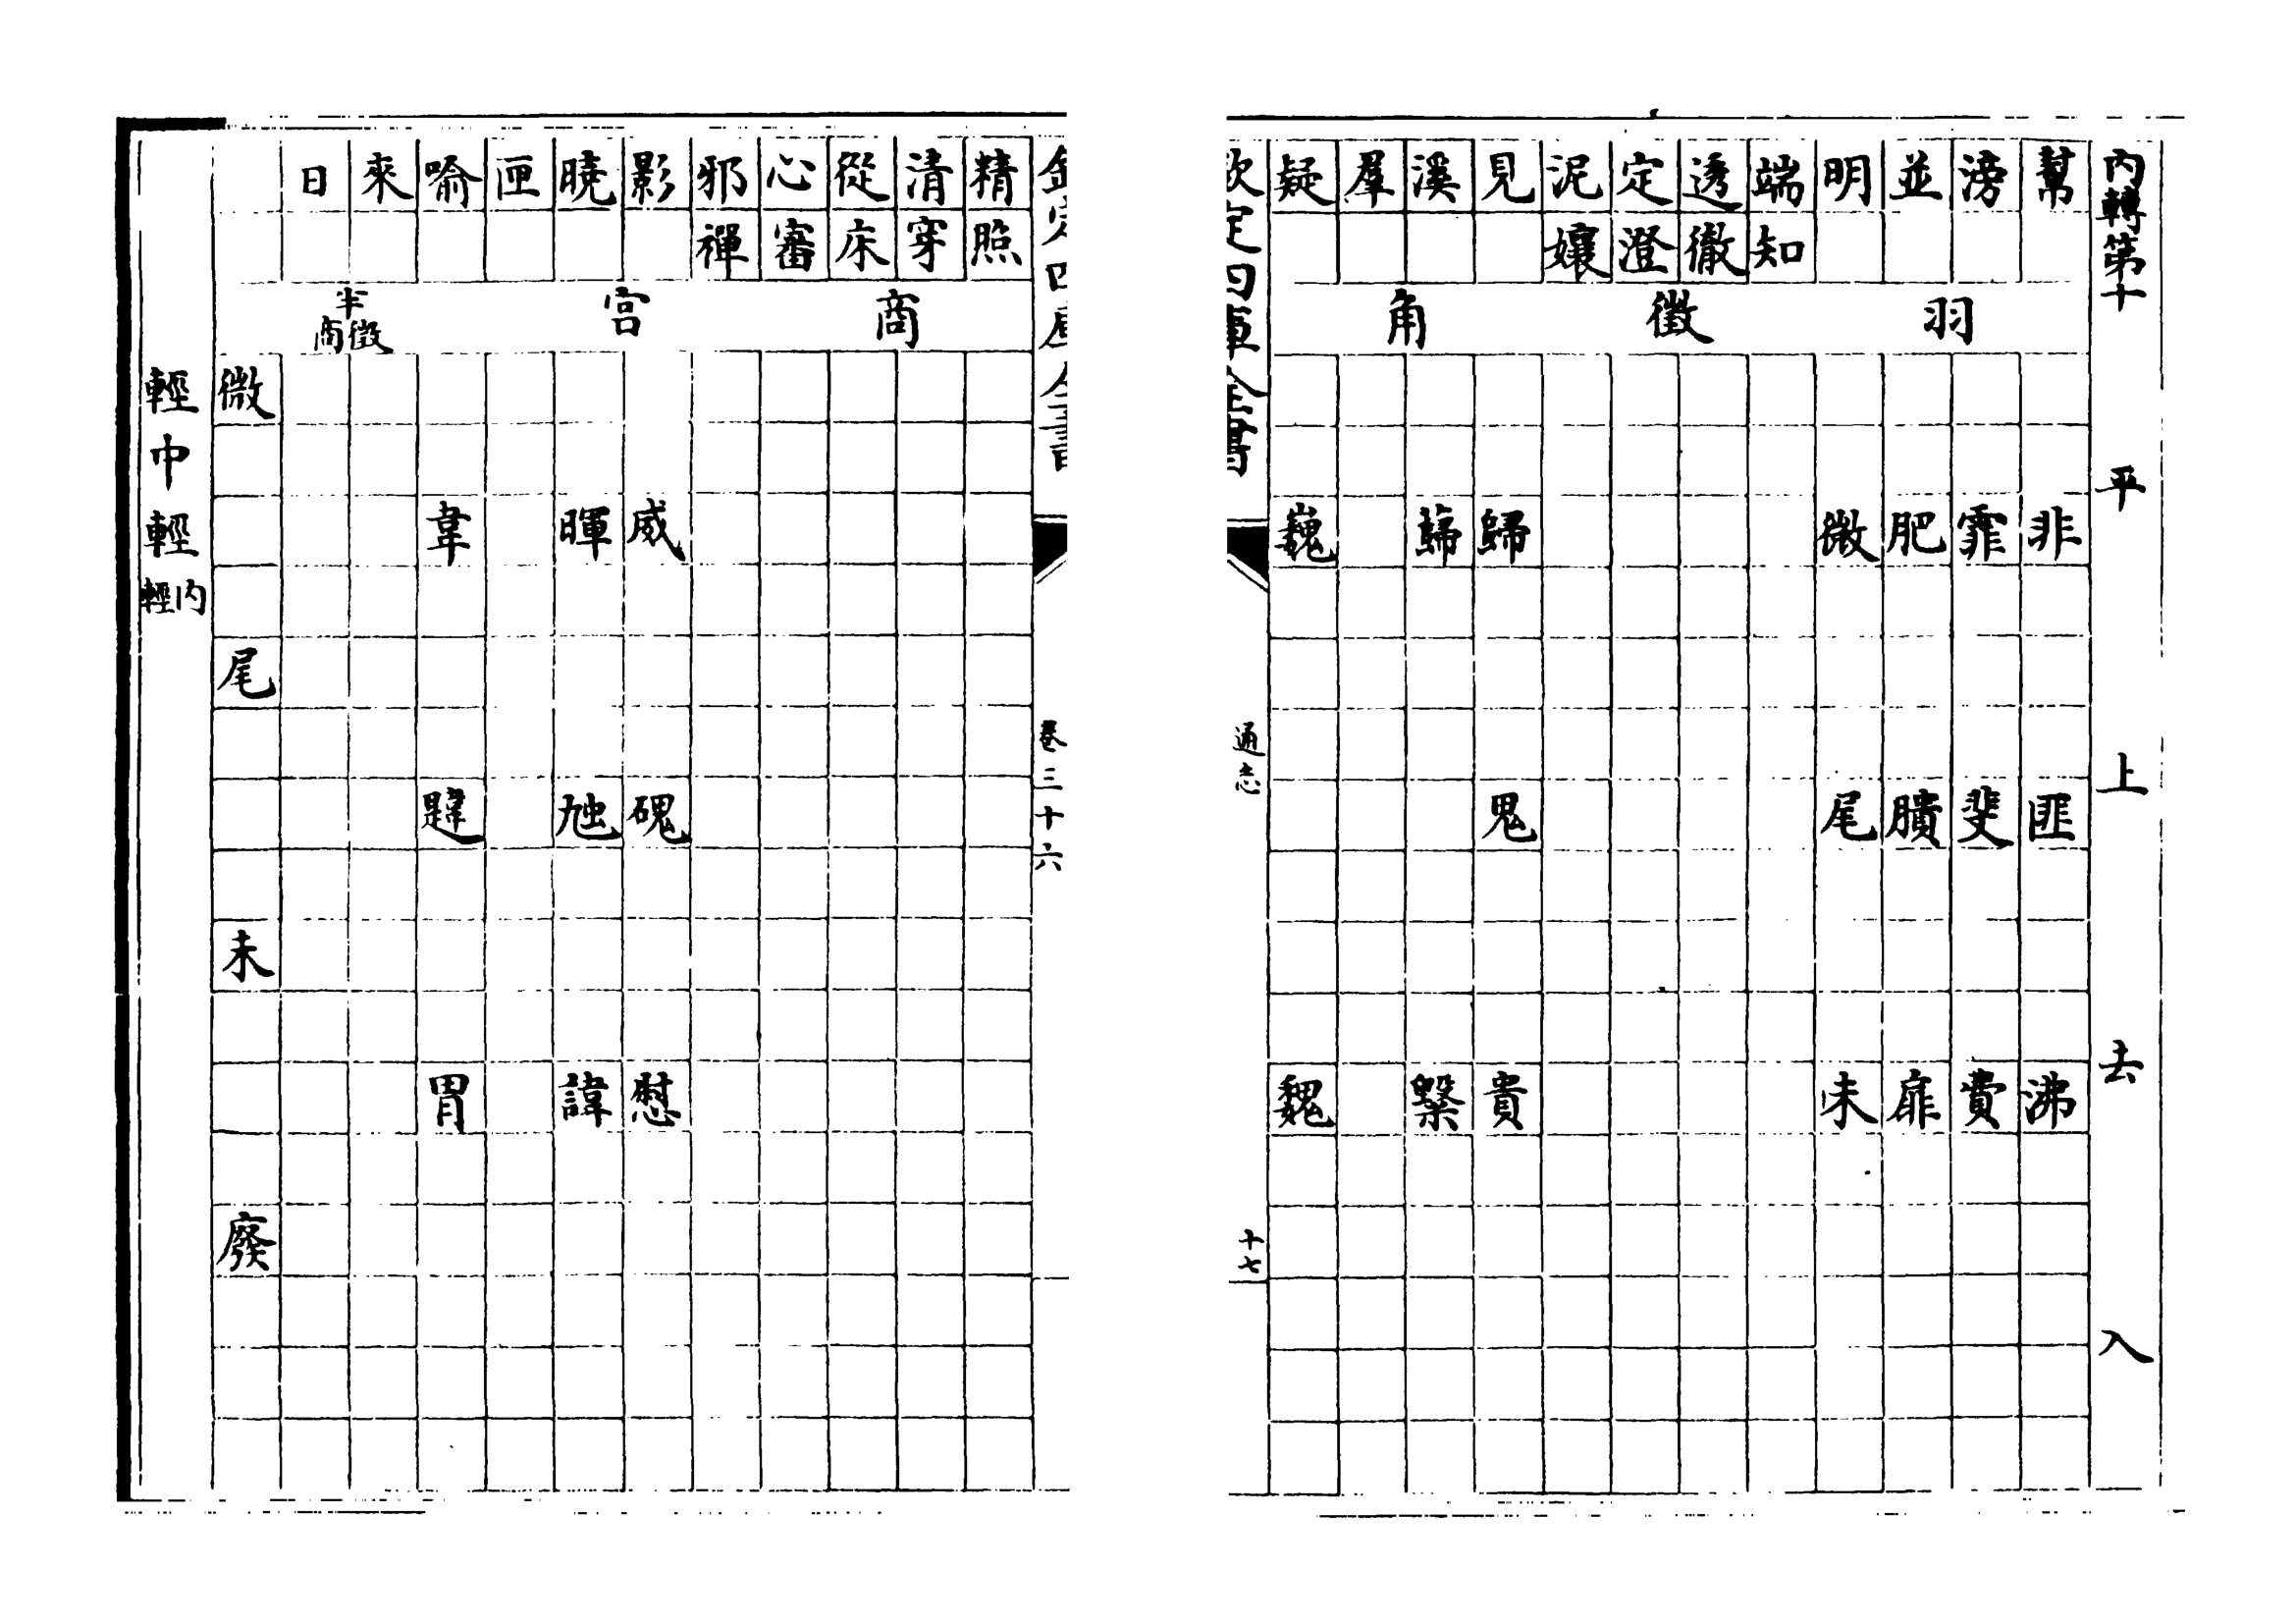 內轉第十 平 上 去 入
幫 非 匪 沸
滂 霏 斐 費
並 肥 膹 扉
明 微 尾 未
羽
端 知
透 徹
定 澄
泥 孃
徵
見 歸 鬼 貴
溪 巋
羣
疑 巍 魏
角
欽定四庫全書 通志 十七
欽定四庫全書 卷三十六
精 照
清 穿
從 床
心 審
邪 禪
商
影 威 磈 慰
曉 暉 虺 諱
匣
喻 韋 韙 胃
宮
來
日
半徵商
微 尾 未 廢
輕中輕內輕